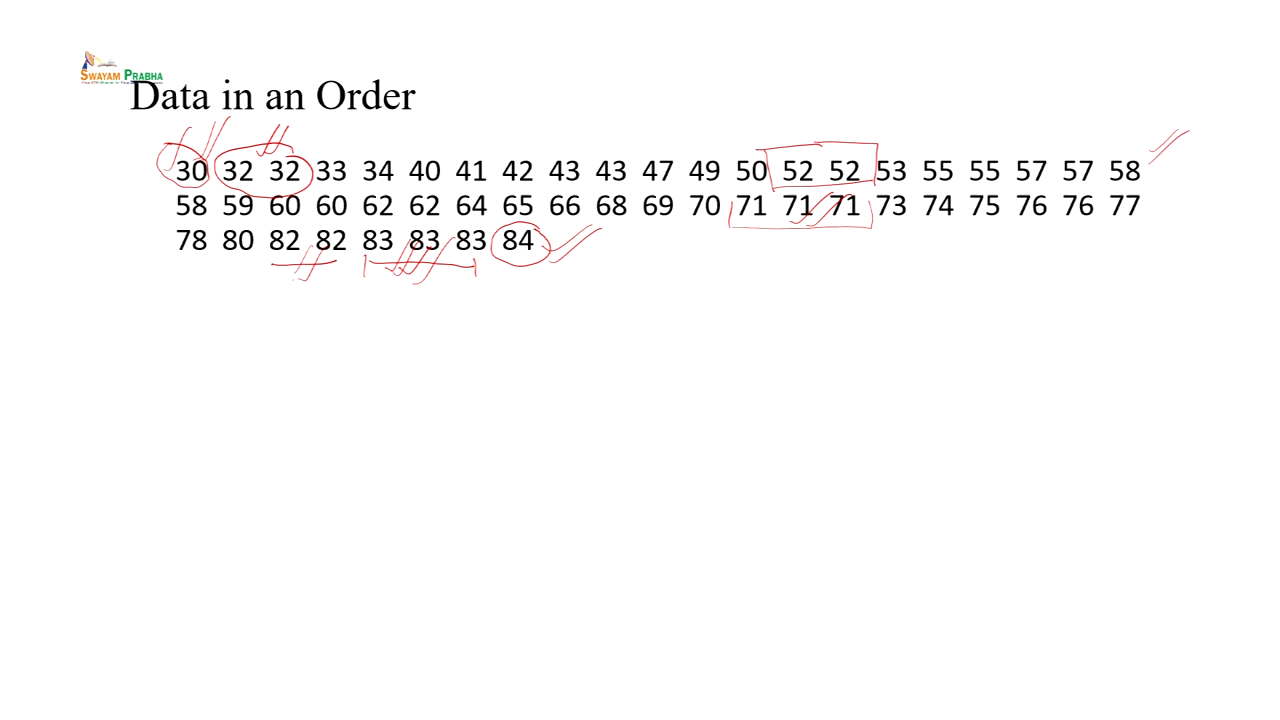 SWAYAM PRABHA
Data in an Order
30 32 32 33 34 40 41 42 43 43 47 49 50 52 52 53 55 55 57 57 58
58 59 60 60 62 62 64 65 66 68 69 70 71 71 71 73 74 75 76 76 77
78 80 82 82 83 83 83 84